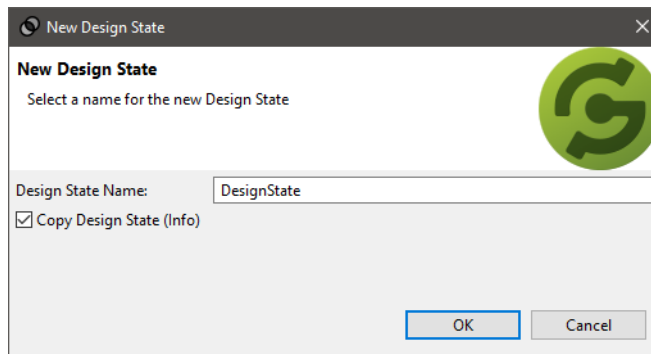 New Design State
New Design State
Select a name for the new Design State
Design State Name: DesignState
Copy Design State (Info)
OK Cancel